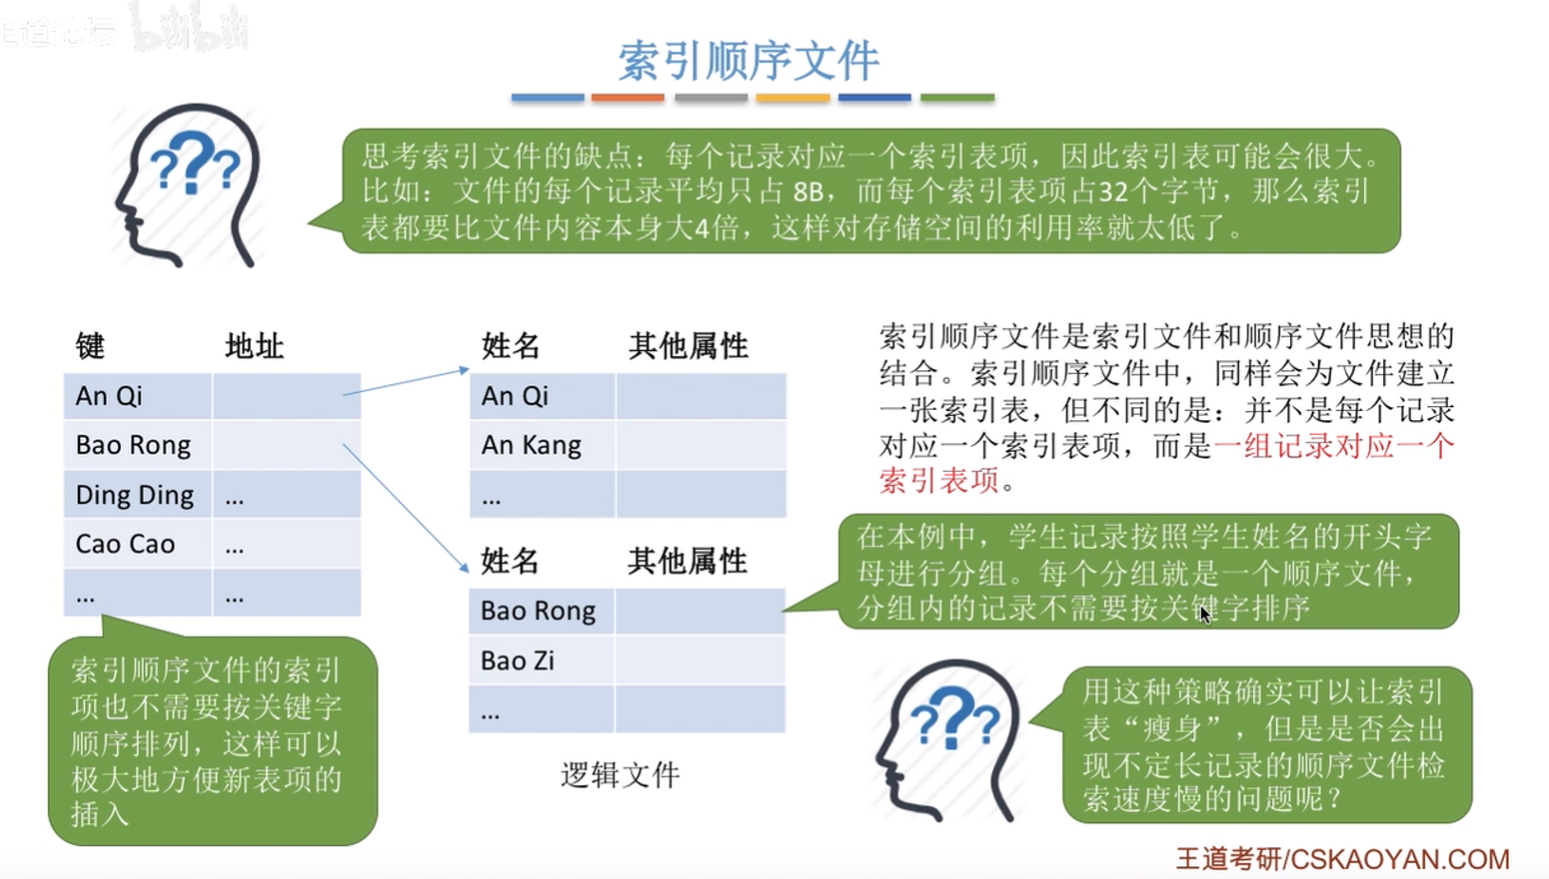 王道论坛 bilibili
索引顺序文件
???
思考索引文件的缺点：每个记录对应一个索引表项，因此索引表可能会很大。
比如：文件的每个记录平均只占 8B，而每个索引表项占32个字节，那么索引
表都要比文件内容本身大4倍，这样对存储空间的利用率就太低了。
键 地址
An Qi
Bao Rong
Ding Ding ...
Cao Cao ...
... ...
姓名 其他属性
An Qi
An Kang
...
姓名 其他属性
Bao Rong
Bao Zi
...
逻辑文件
索引顺序文件是索引文件和顺序文件思想的
结合。索引顺序文件中，同样会为文件建立
一张索引表，但不同的是：并不是每个记录
对应一个索引表项，而是一组记录对应一个
索引表项。
在本例中，学生记录按照学生姓名的开头字
母进行分组。每个分组就是一个顺序文件，
分组内的记录不需要按关键字排序
索引顺序文件的索引
项也不需要按关键字
顺序排列，这样可以
极大地方便新表项的
插入
???
用这种策略确实可以让索引
表“瘦身”，但是是否会出
现不定长记录的顺序文件检
索速度慢的问题呢？
王道考研/CSKAOYAN.COM